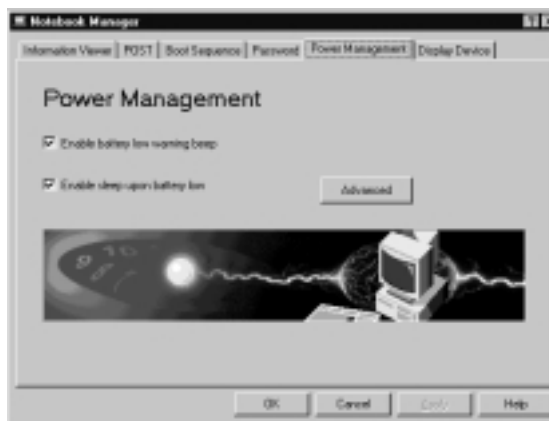 Notebook Manager
Information Viewer POST Boot Sequence Password Power Management Display Device
Power Management
Enable battery low warning beep
Enable sleep upon battery low
Advanced
OK Cancel Apply Help